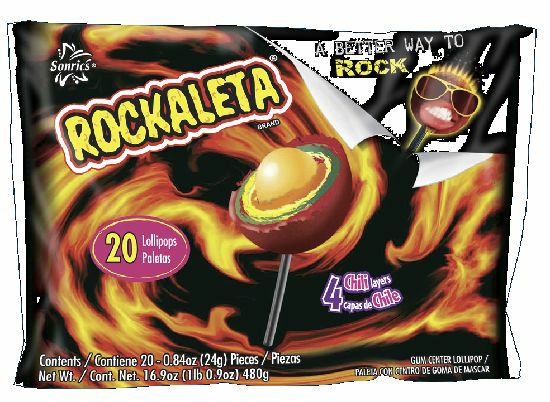 Sonric's®
A BETTER WAY TO
ROCK
ROCKALETA®
BRAND
20 Lollipops
Paletas
4 Chili layers
capas de Chile
Contents / Contiene 20 - 0.84oz (24g) Pieces / Piezas
Net Wt. / Cont. Net. 16.9oz (1lb 0.9oz) 480g
GUM CENTER LOLLIPOP /
PALETA CON CENTRO DE GOMA DE MASCAR